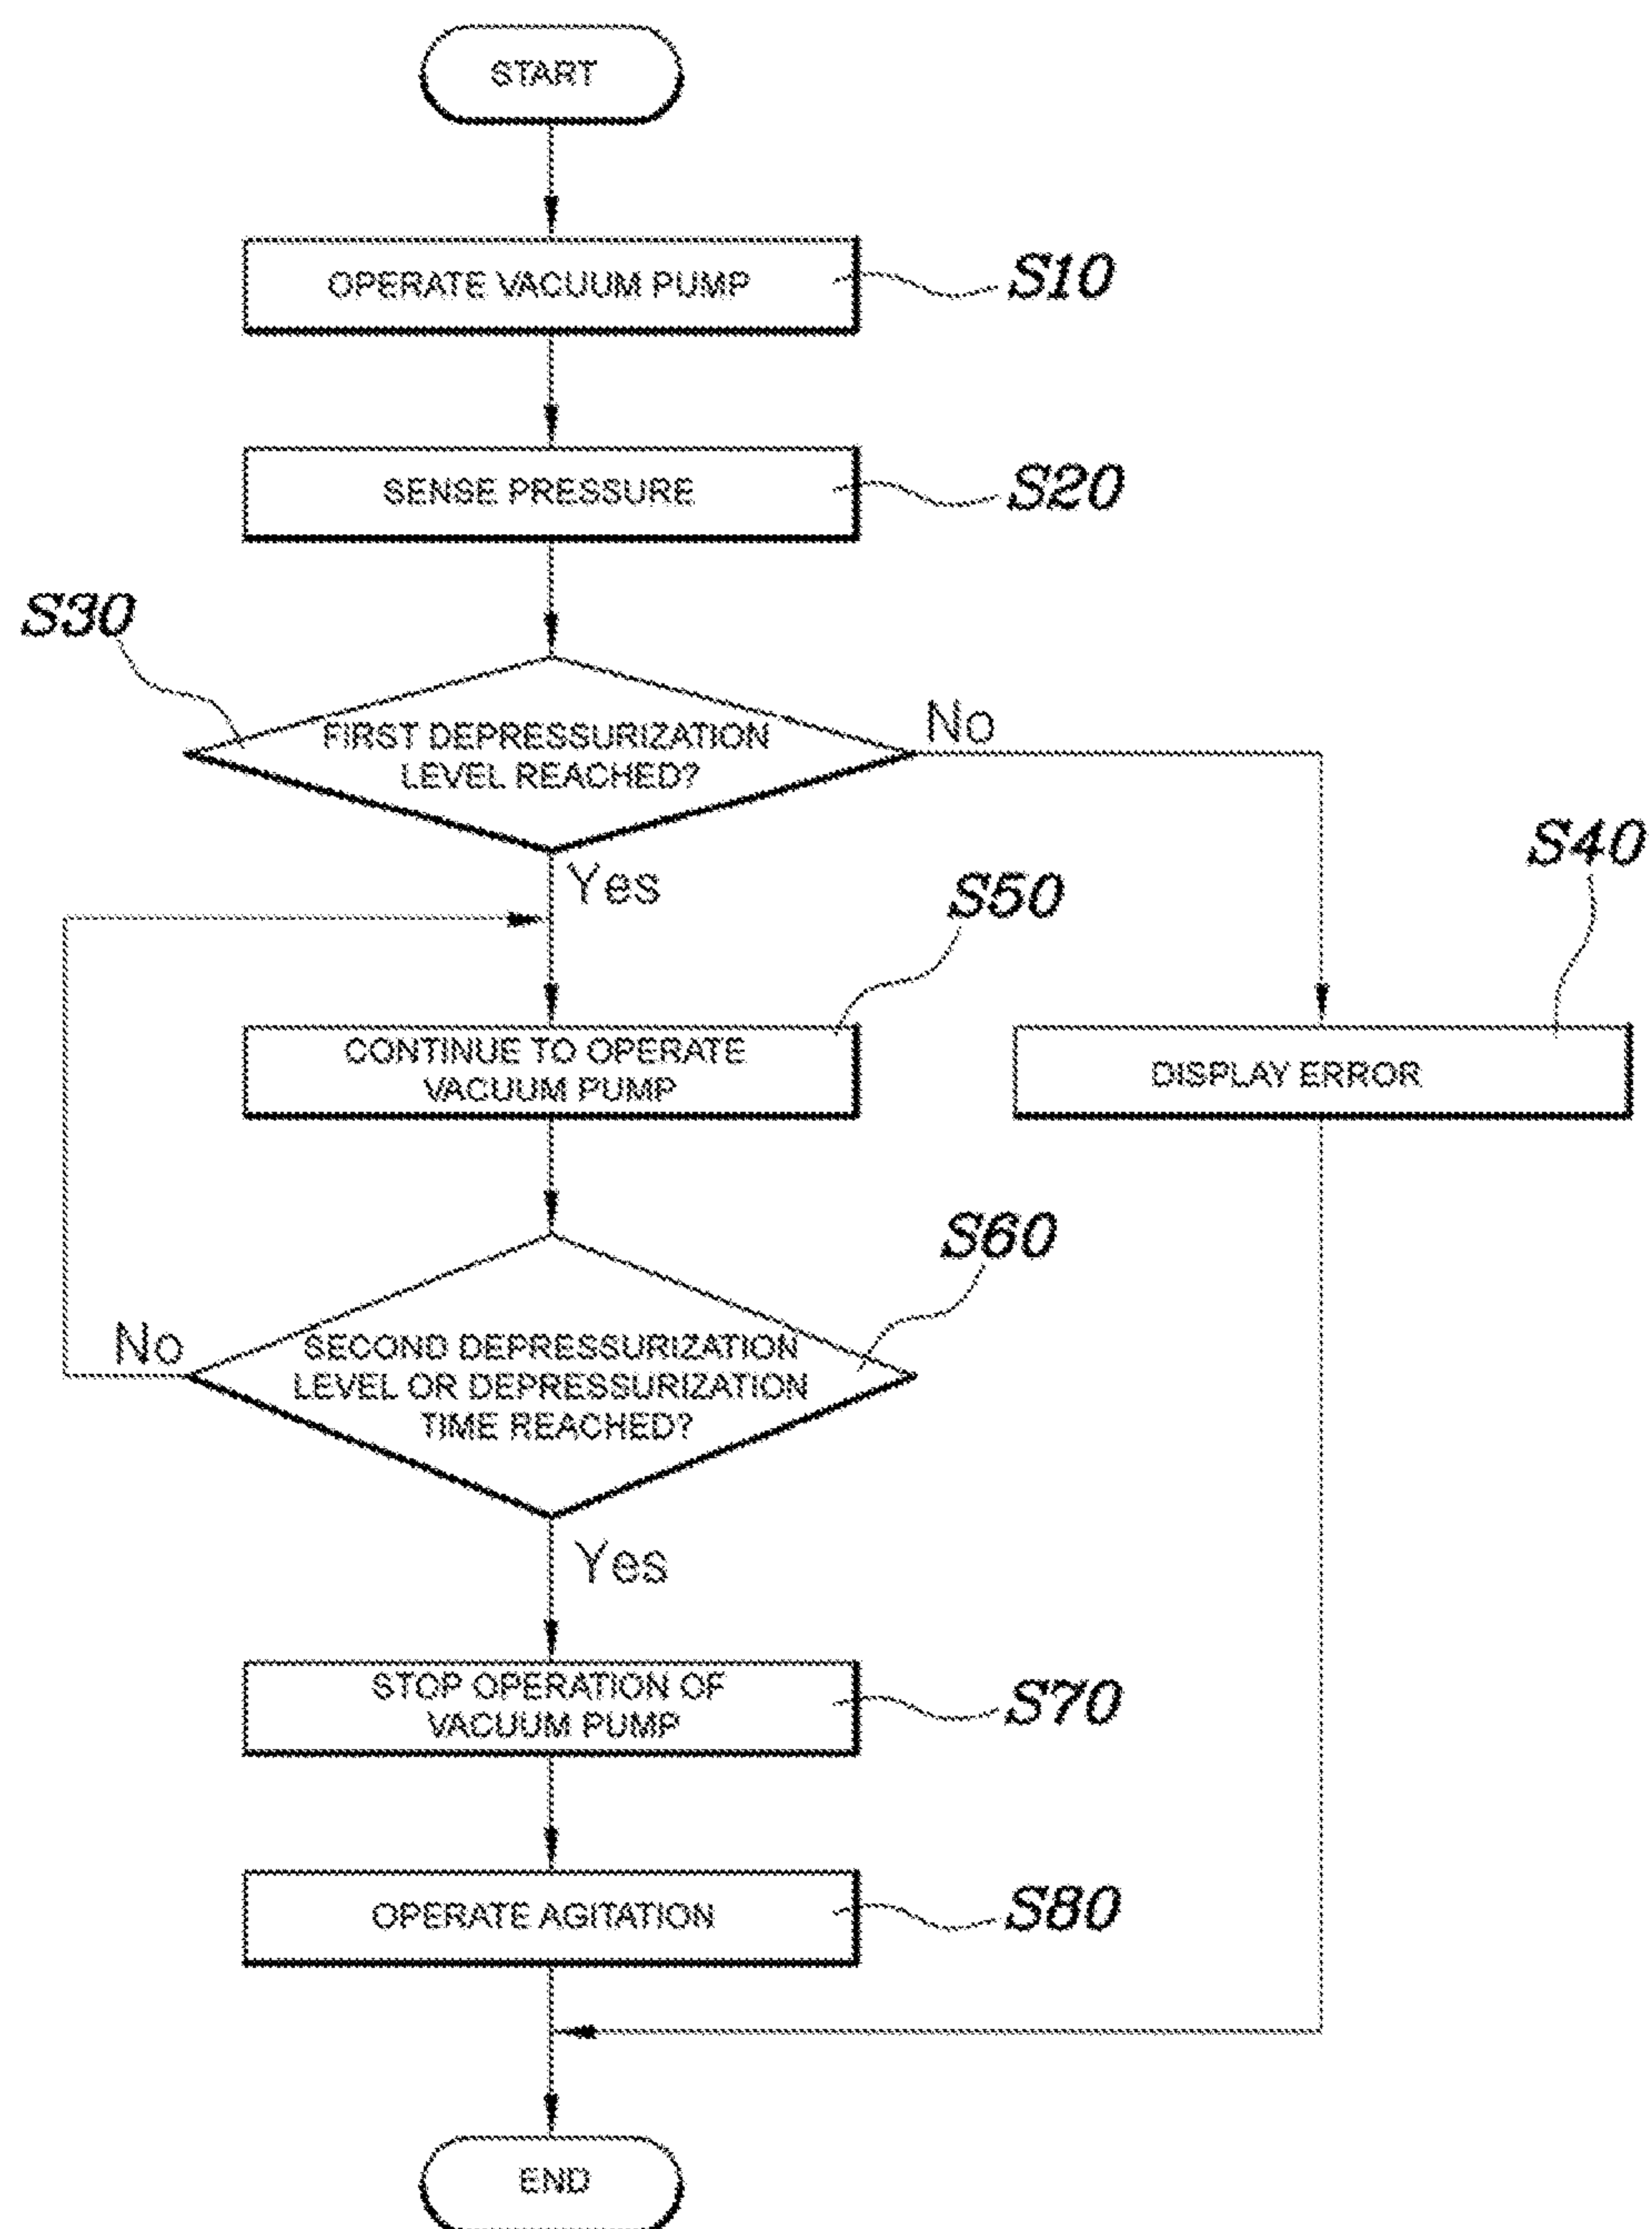 START
OPERATE VACUUM PUMP
S10
SENSE PRESSURE
S20
S30
FIRST DEPRESSURIZATION
LEVEL REACHED?
No
Yes
S50
S40
CONTINUE TO OPERATE
VACUUM PUMP
DISPLAY ERROR
S60
No
SECOND DEPRESSURIZATION
LEVEL OR DEPRESSURIZATION
TIME REACHED?
Yes
STOP OPERATION OF
VACUUM PUMP
S70
OPERATE AGITATION
S80
END